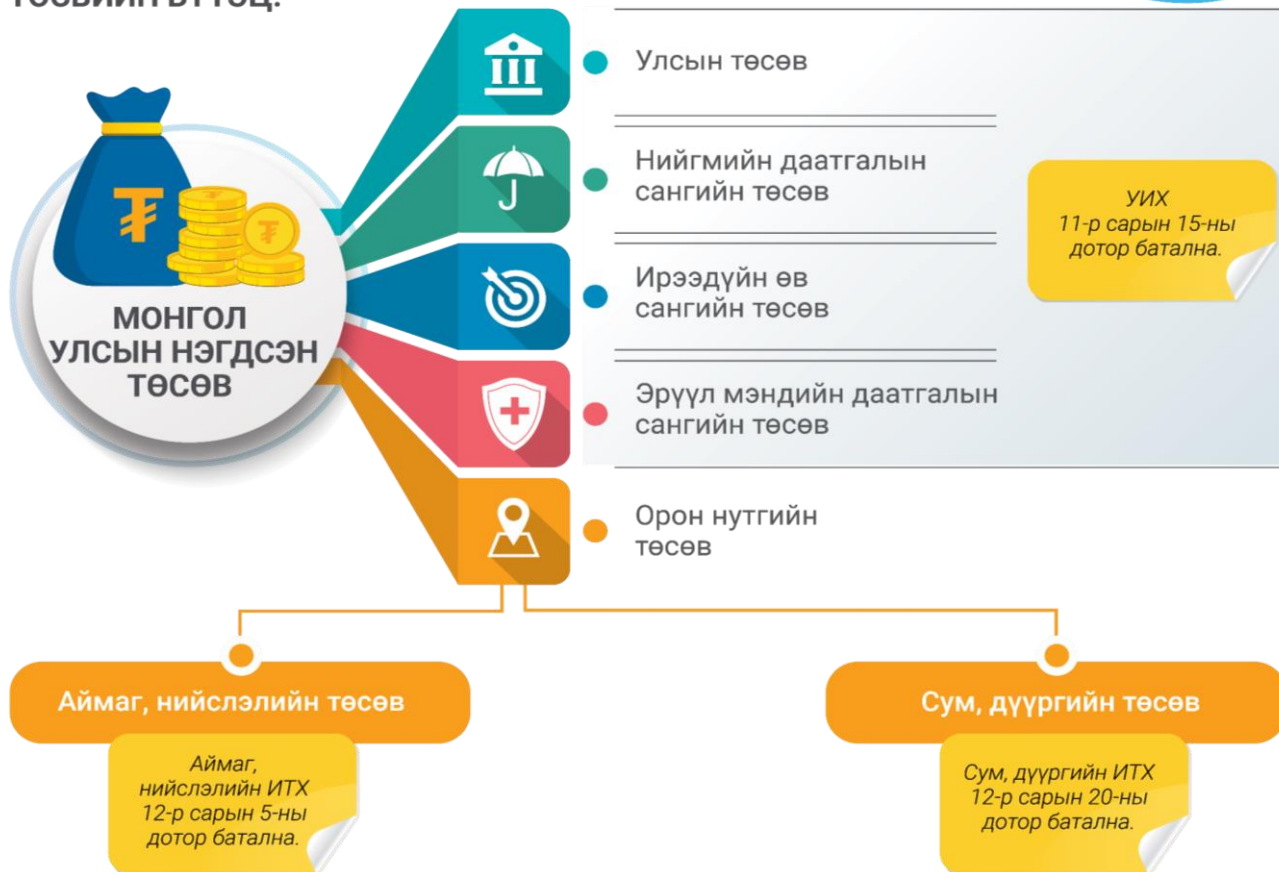 Улсын төсөв
Нийгмийн даатгалын
сангийн төсөв
УИХ
11-р сарын 15-ны
дотор батална.
Ирээдүйн өв
сангийн төсөв
МОНГОЛ
УЛСЫН НЭГДСЭН
ТӨСӨВ
Эрүүл мэндийн даатгалын
сангийн төсөв
Орон нутгийн
төсөв
Аймаг, нийслэлийн төсөв
Аймаг,
нийслэлийн ИТХ
12-р сарын 5-ны
дотор батална.
Сум, дүүргийн төсөв
Сум, дүүргийн ИТХ
12-р сарын 20-ны
дотор батална.